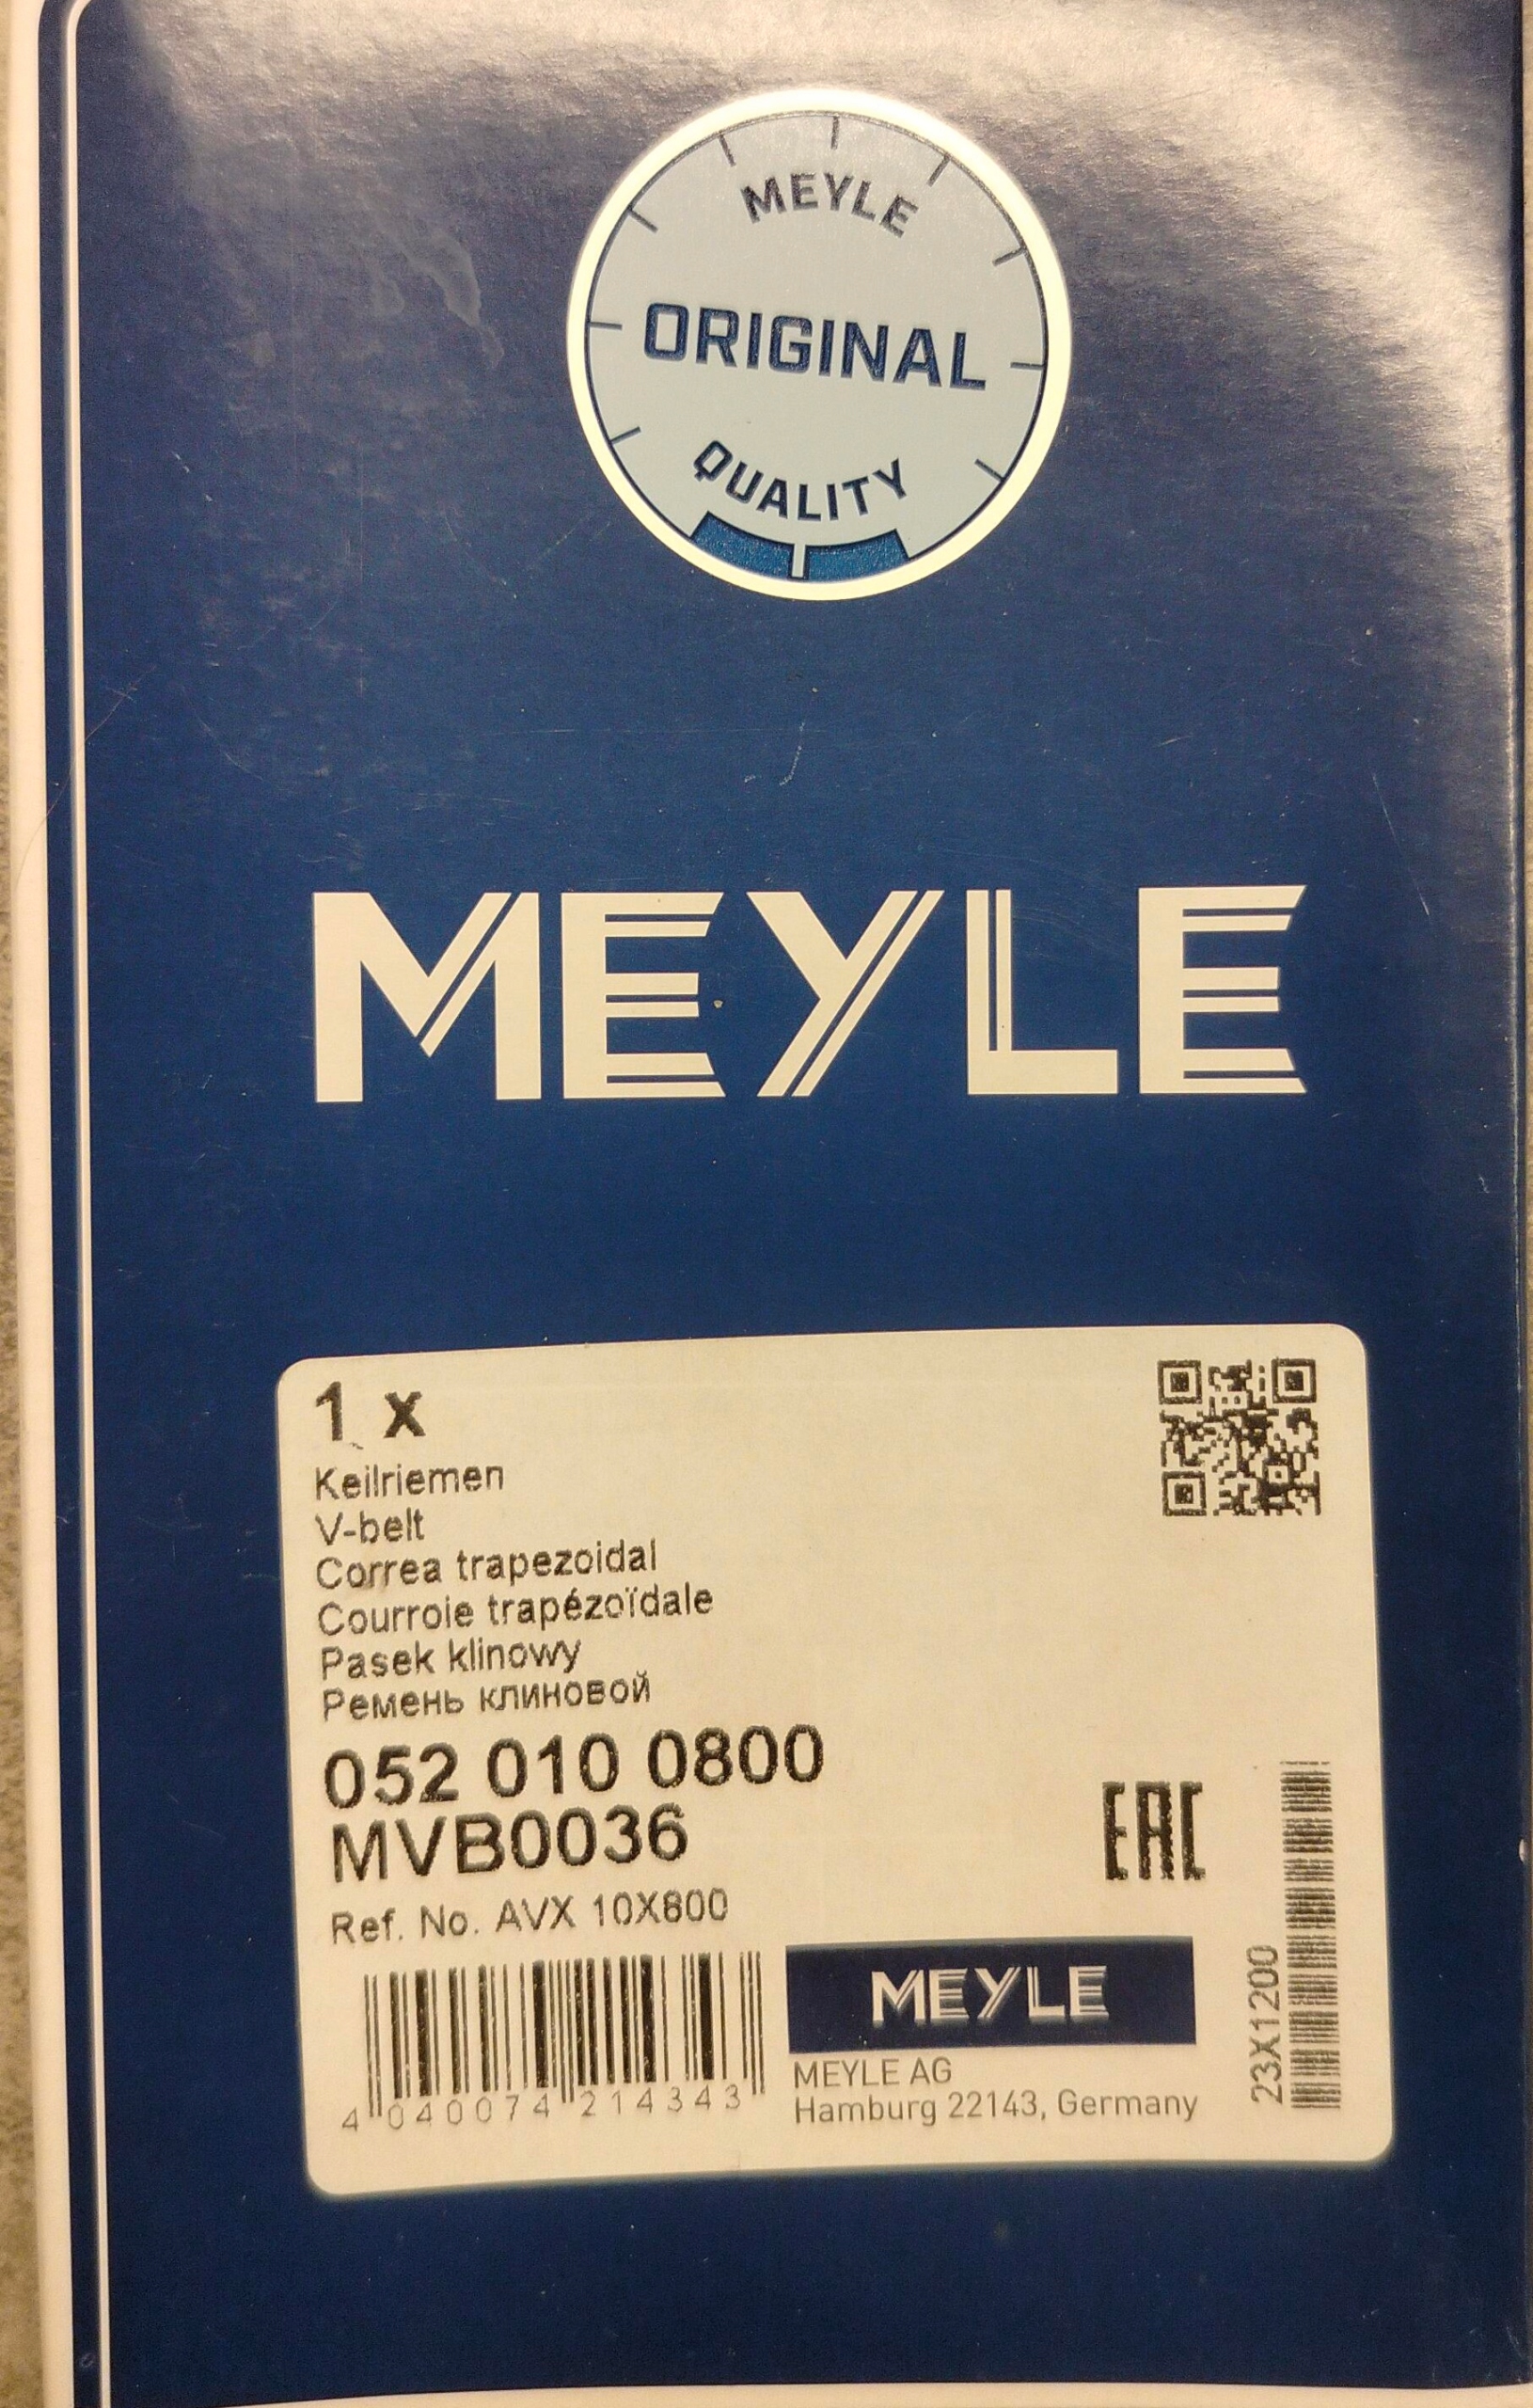 MEYLE
ORIGINAL
QUALITY
MEYLE
1 x
Keilriemen
V-belt
Correa trapezoidal
Courroie trapézoïdale
Pasek klinowy
Ремень клиновой
052 010 0800
MVB0036
Ref. No. AVX 10X800
EAC
4 040074 214343
MEYLE
MEYLE AG
Hamburg 22143, Germany
23X1200